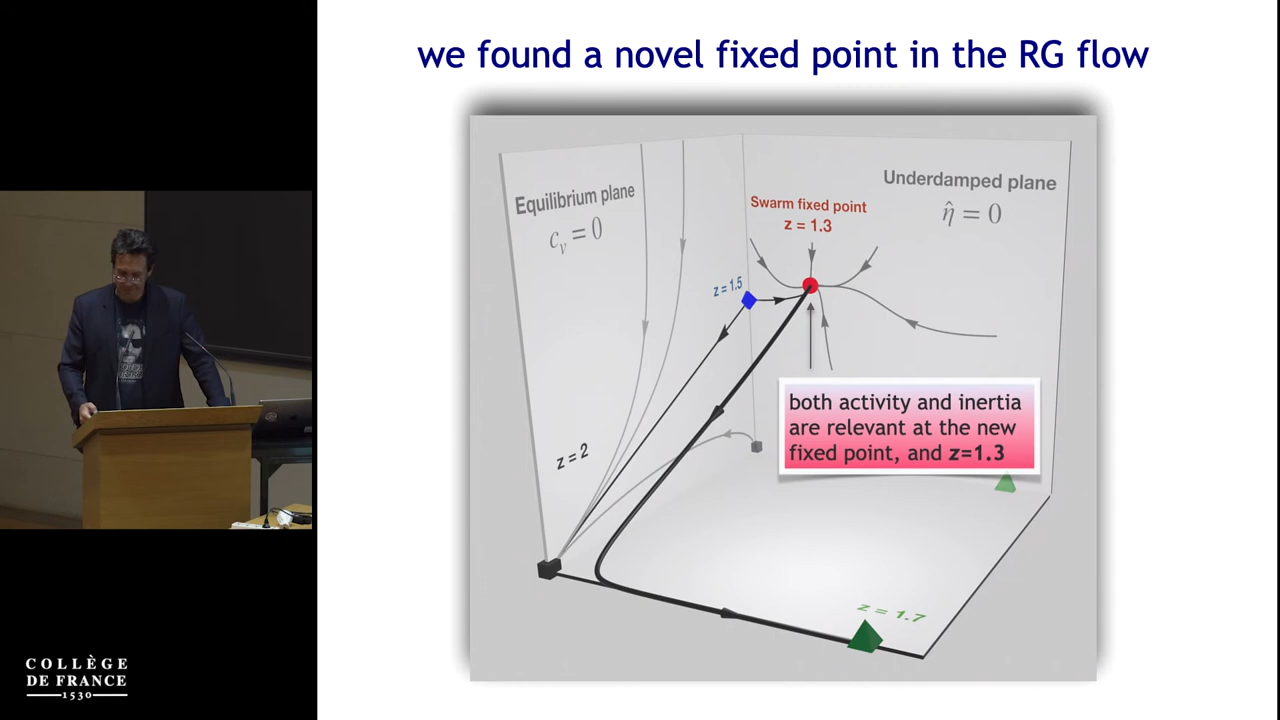 we found a novel fixed point in the RG flow
Equilibrium plane
cᵥ = 0
Underdamped plane
η̂ = 0
Swarm fixed point
z = 1.3
z = 1.5
both activity and inertia
are relevant at the new
fixed point, and z=1.3
z = 2
z = 1.7
COLLÈGE
DE FRANCE
1530